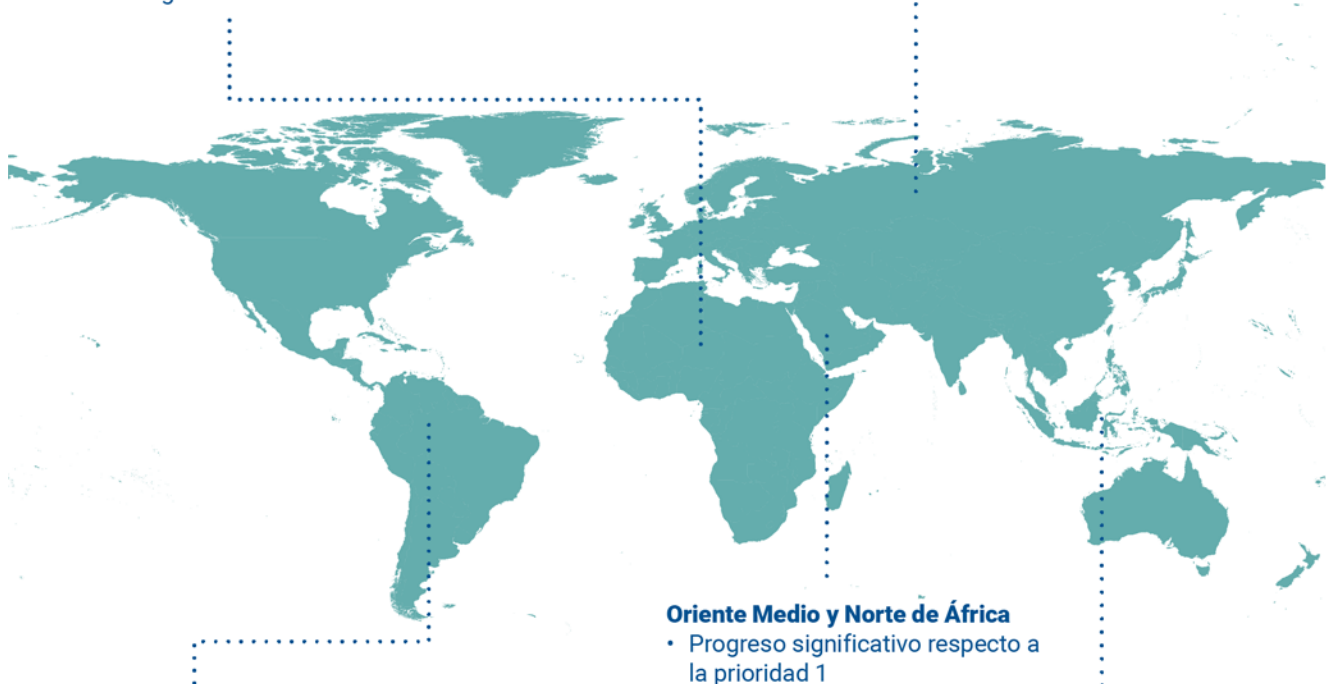 Oriente Medio y Norte de África
• Progreso significativo respecto a
la prioridad 1